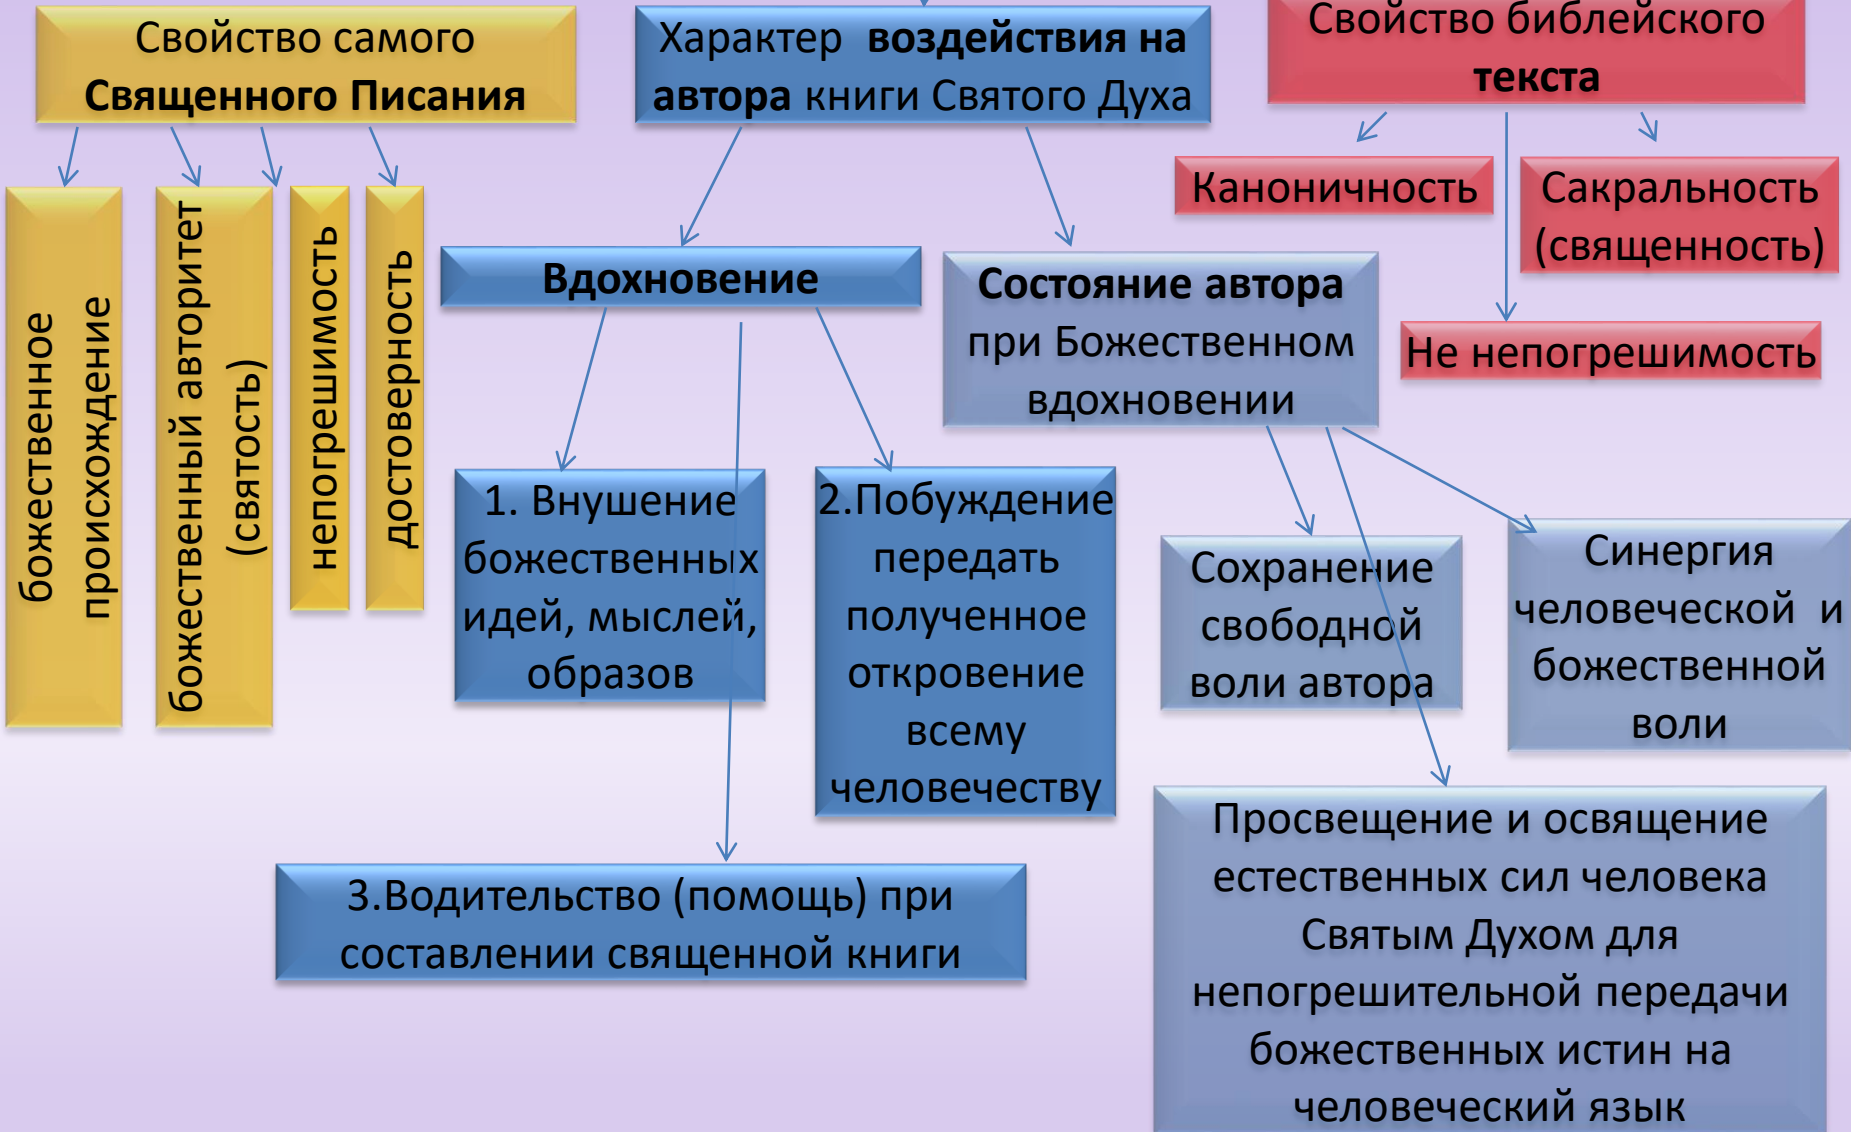 Свойство самого
Священного Писания
божественное
происхождение
божественный авторитет
(святость)
непогрешимость
достоверность
Характер воздействия на
автора книги Святого Духа
Вдохновение
1. Внушение
божественных
идей, мыслей,
образов
2.Побуждение
передать
полученное
откровение
всему
человечеству
3.Водительство (помощь) при
составлении священной книги
Состояние автора
при Божественном
вдохновении
Сохранение
свободной
воли автора
Синергия
человеческой и
божественной
воли
Просвещение и освящение
естественных сил человека
Святым Духом для
непогрешительной передачи
божественных истин на
человеческий язык
Свойство библейского
текста
Каноничность
Сакральность
(священность)
Не непогрешимость